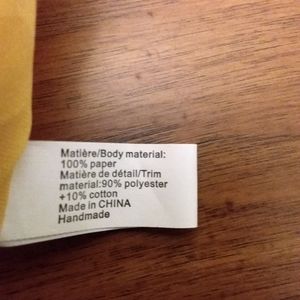 Matière/Body material:
100% paper
Matière de détail/Trim
material:90% polyester
+10% cotton
Made in CHINA
Handmade